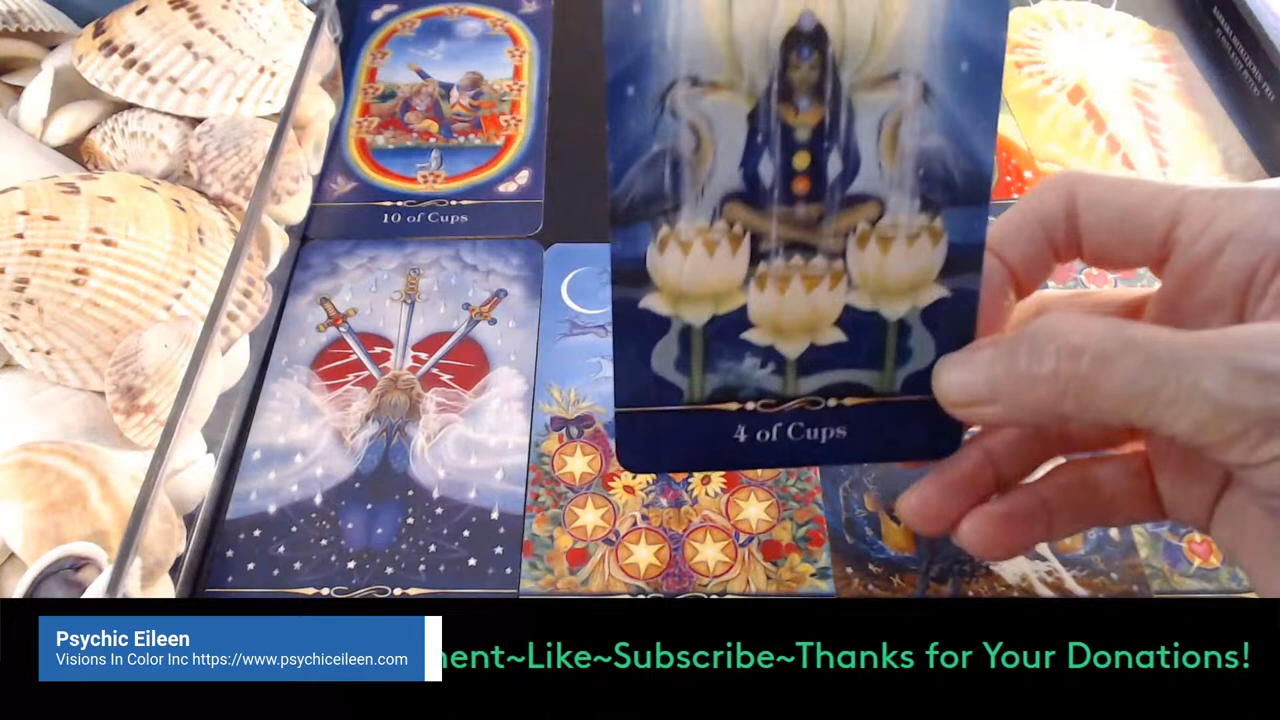 10 of Cups
4 of Cups
Psychic Eileen
Visions In Color Inc https://www.psychiceileen.com
ent~Like~Subscribe~Thanks for Your Donations!